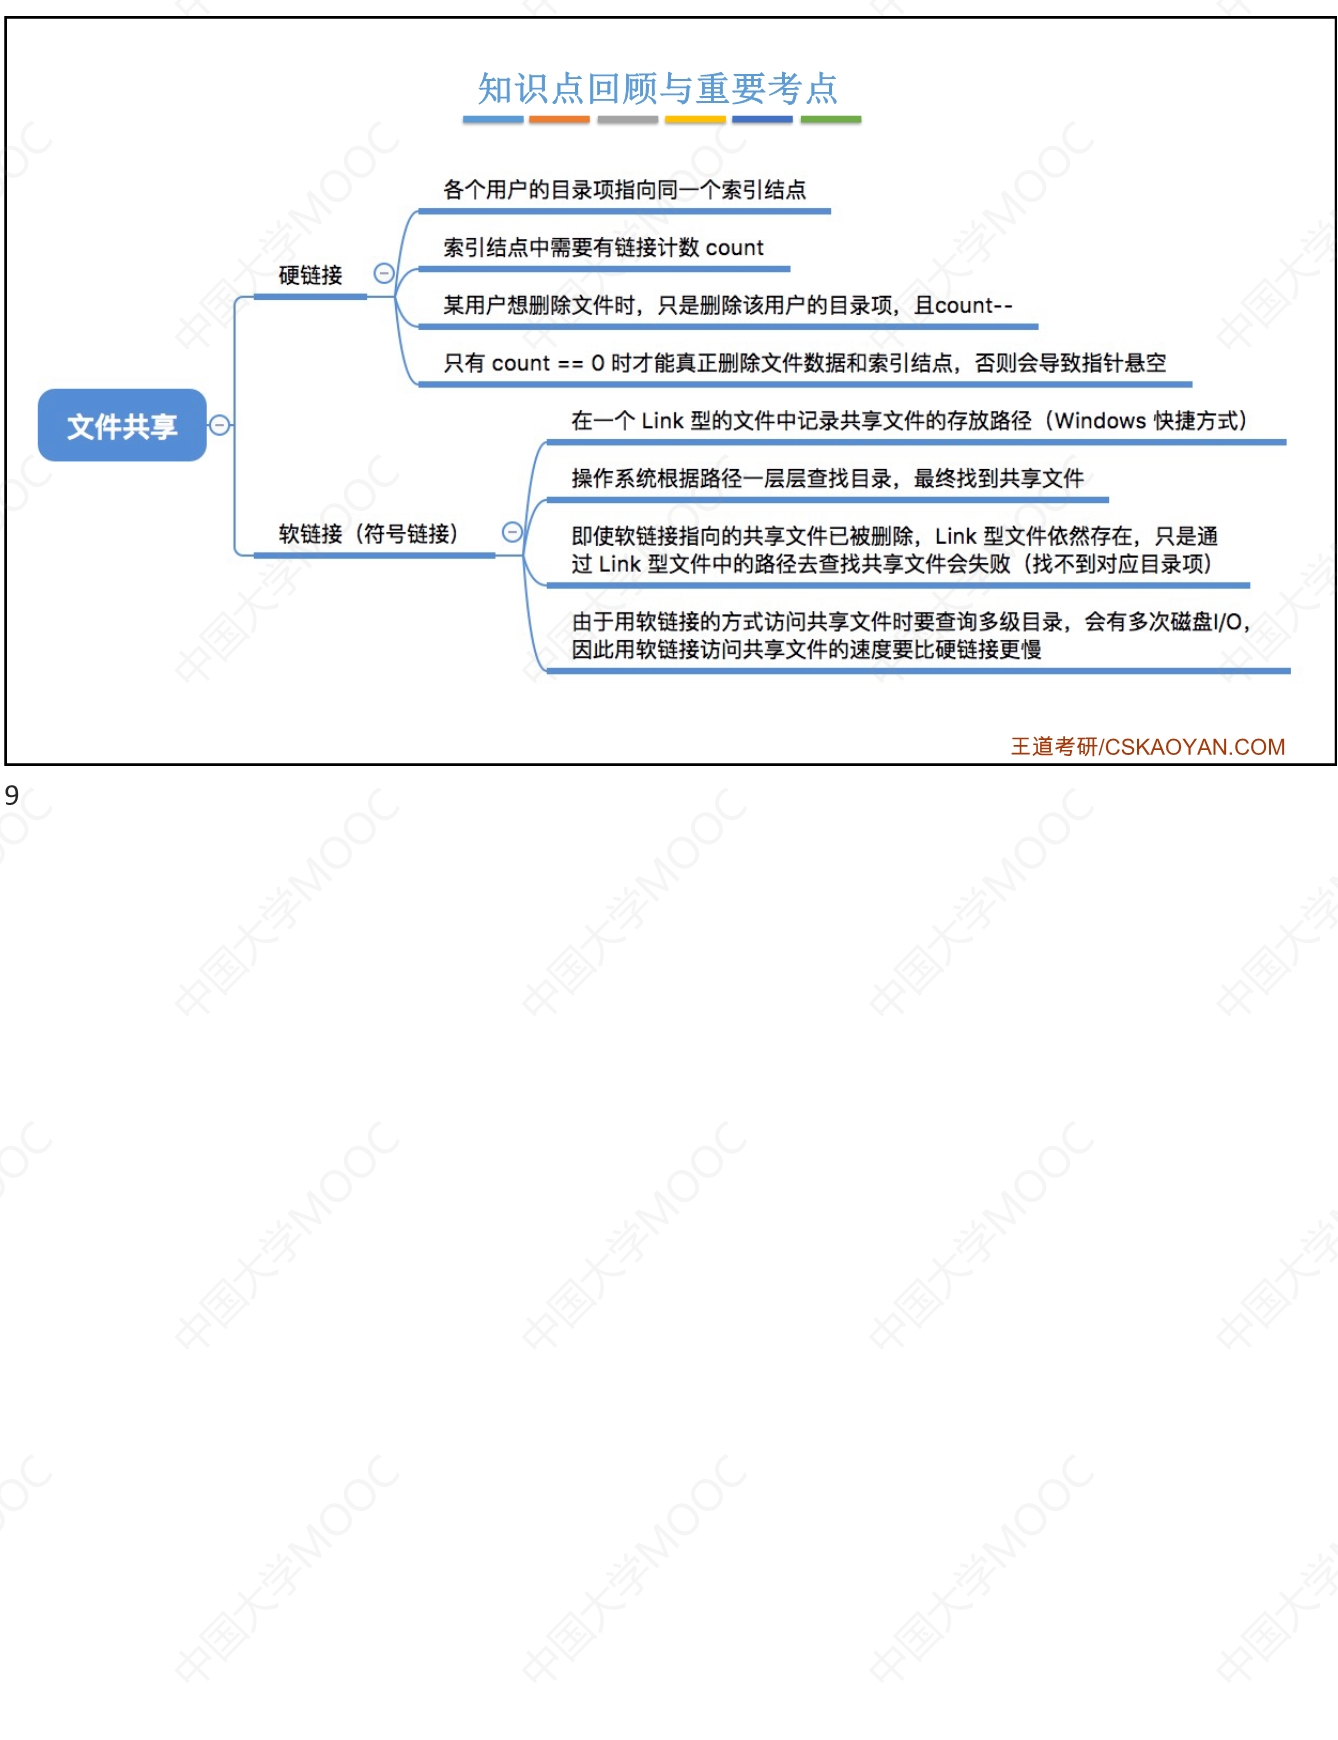 知识点回顾与重要考点
各个用户的目录项指向同一个索引结点
索引结点中需要有链接计数 count
硬链接
某用户想删除文件时，只是删除该用户的目录项，且count--
只有 count == 0 时才能真正删除文件数据和索引结点，否则会导致指针悬空
文件共享
在一个 Link 型的文件中记录共享文件的存放路径（Windows 快捷方式）
操作系统根据路径一层层查找目录，最终找到共享文件
软链接（符号链接）
即使软链接指向的共享文件已被删除，Link 型文件依然存在，只是通
过 Link 型文件中的路径去查找共享文件会失败（找不到对应目录项）
由于用软链接的方式访问共享文件时要查询多级目录，会有多次磁盘I/O，
因此用软链接访问共享文件的速度要比硬链接更慢
王道考研/CSKAOYAN.COM
9
中国大学MOOC